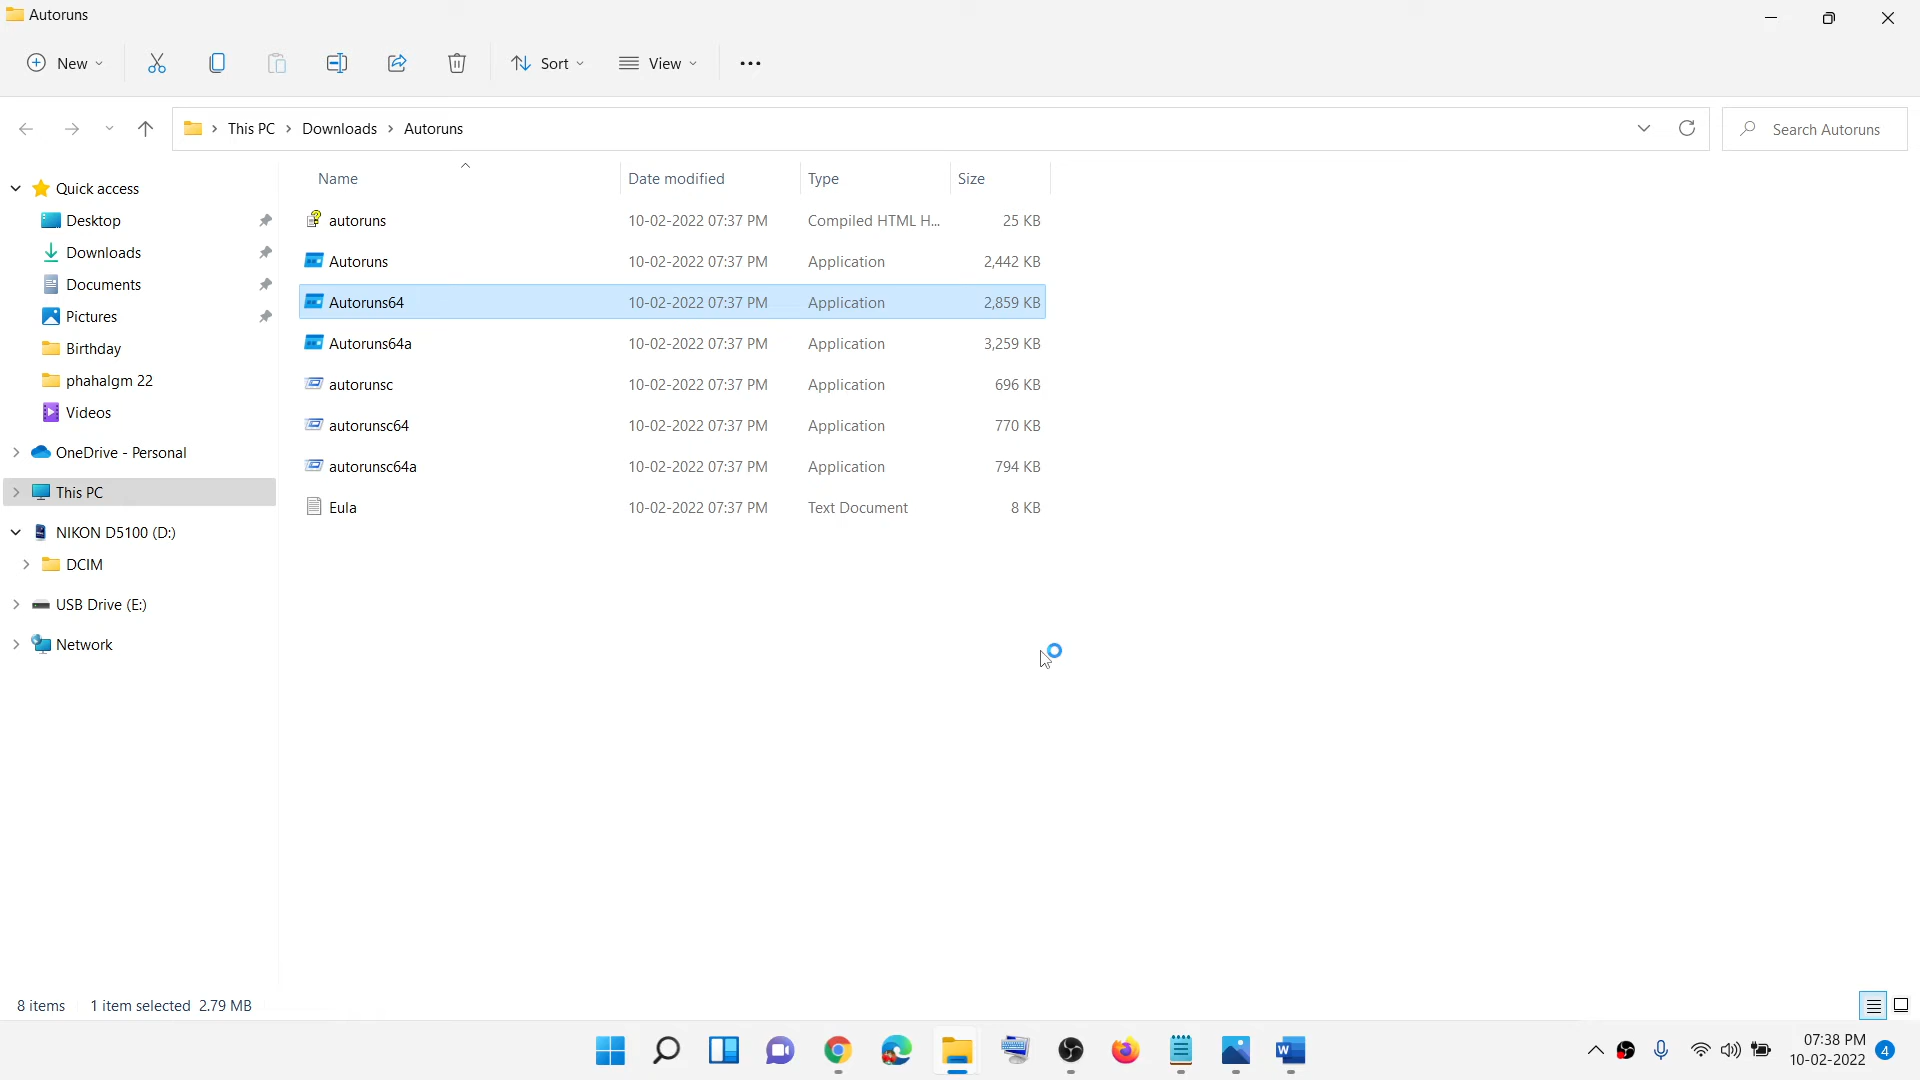 Autoruns
New
Sort
View
This PC
Downloads
Autoruns
Search Autoruns
Name
Date modified
Type
Size
Quick access
Desktop
Downloads
Documents
Pictures
Birthday
phahalgm 22
Videos
OneDrive - Personal
This PC
NIKON D5100 (D:)
DCIM
USB Drive (E:)
Network
autoruns 10-02-2022 07:37 PM Compiled HTML H... 25 KB
Autoruns 10-02-2022 07:37 PM Application 2,442 KB
Autoruns64 10-02-2022 07:37 PM Application 2,859 KB
Autoruns64a 10-02-2022 07:37 PM Application 3,259 KB
autorunsc 10-02-2022 07:37 PM Application 696 KB
autorunsc64 10-02-2022 07:37 PM Application 770 KB
autorunsc64a 10-02-2022 07:37 PM Application 794 KB
Eula 10-02-2022 07:37 PM Text Document 8 KB
8 items 1 item selected 2.79 MB
07:38 PM
10-02-2022
4